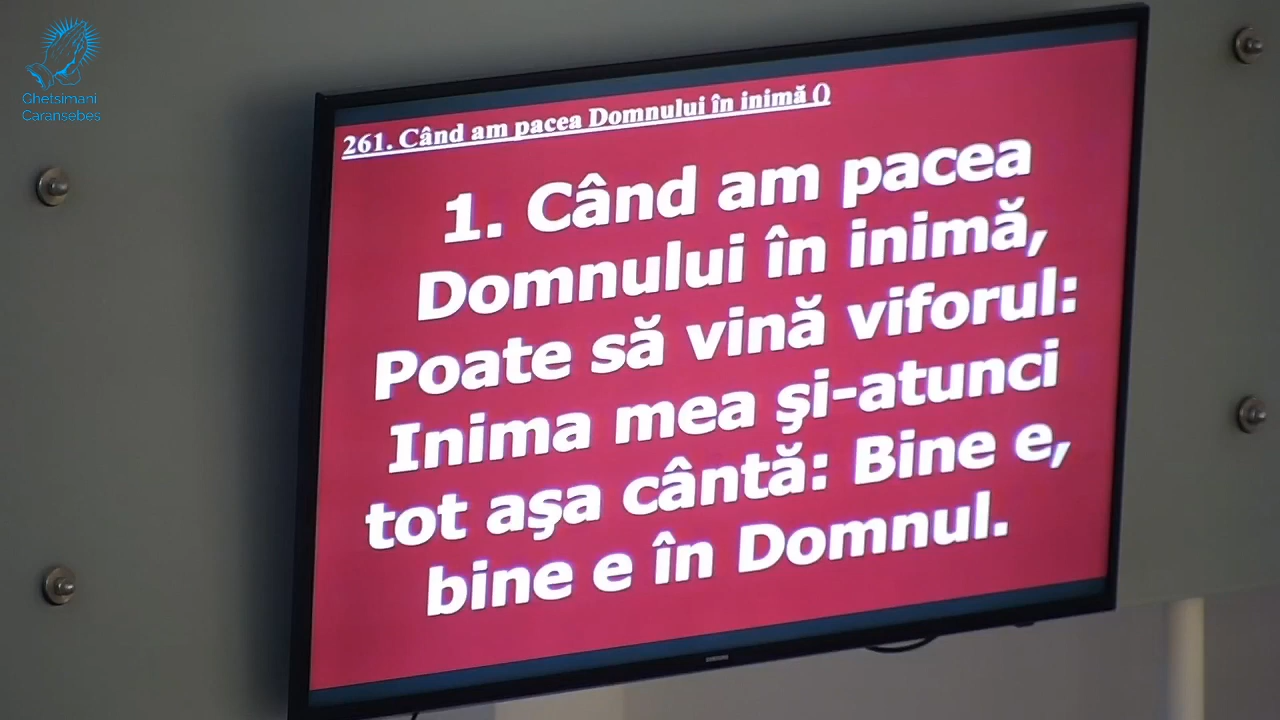 Ghetsimani
Caransebes
261. Când am pacea Domnului în inimă ()
1. Când am pacea
Domnului în inimă,
Poate să vină viforul:
Inima mea şi-atunci
tot aşa cântă: Bine e,
bine e în Domnul.
SAMSUNG